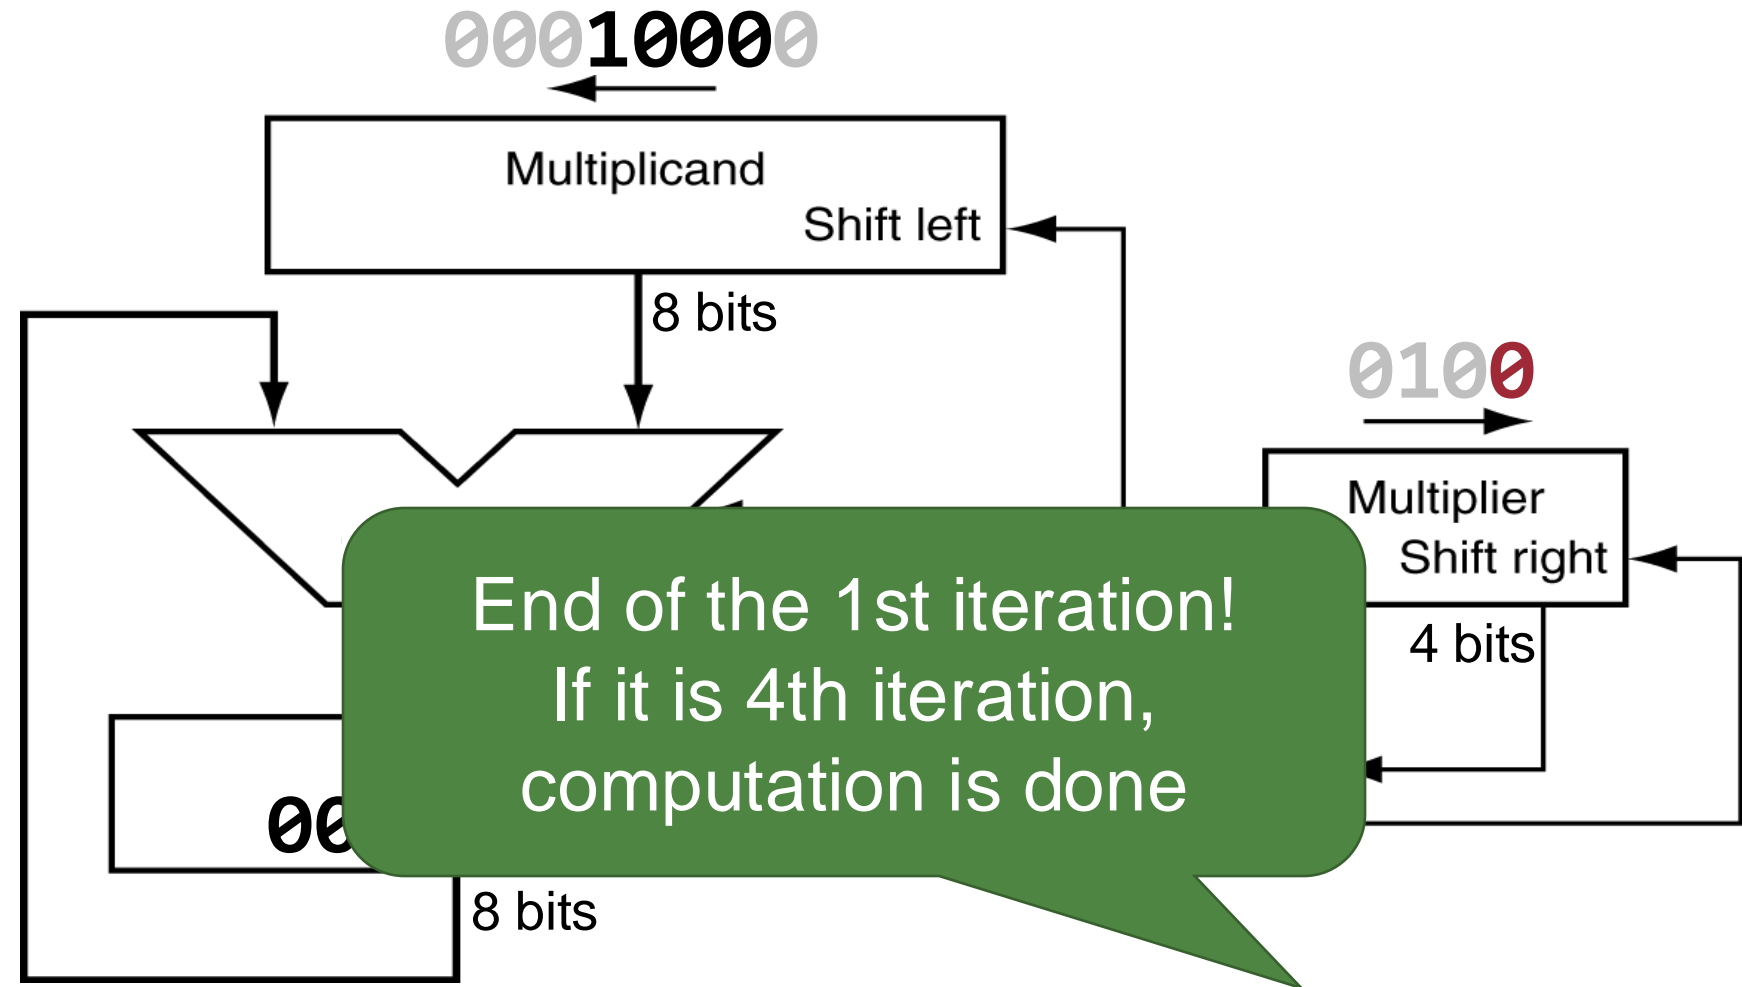 00010000
Multiplicand
Shift left
8 bits
0100
Multiplier
Shift right
4 bits
End of the 1st iteration!
If it is 4th iteration,
computation is done
00
8 bits